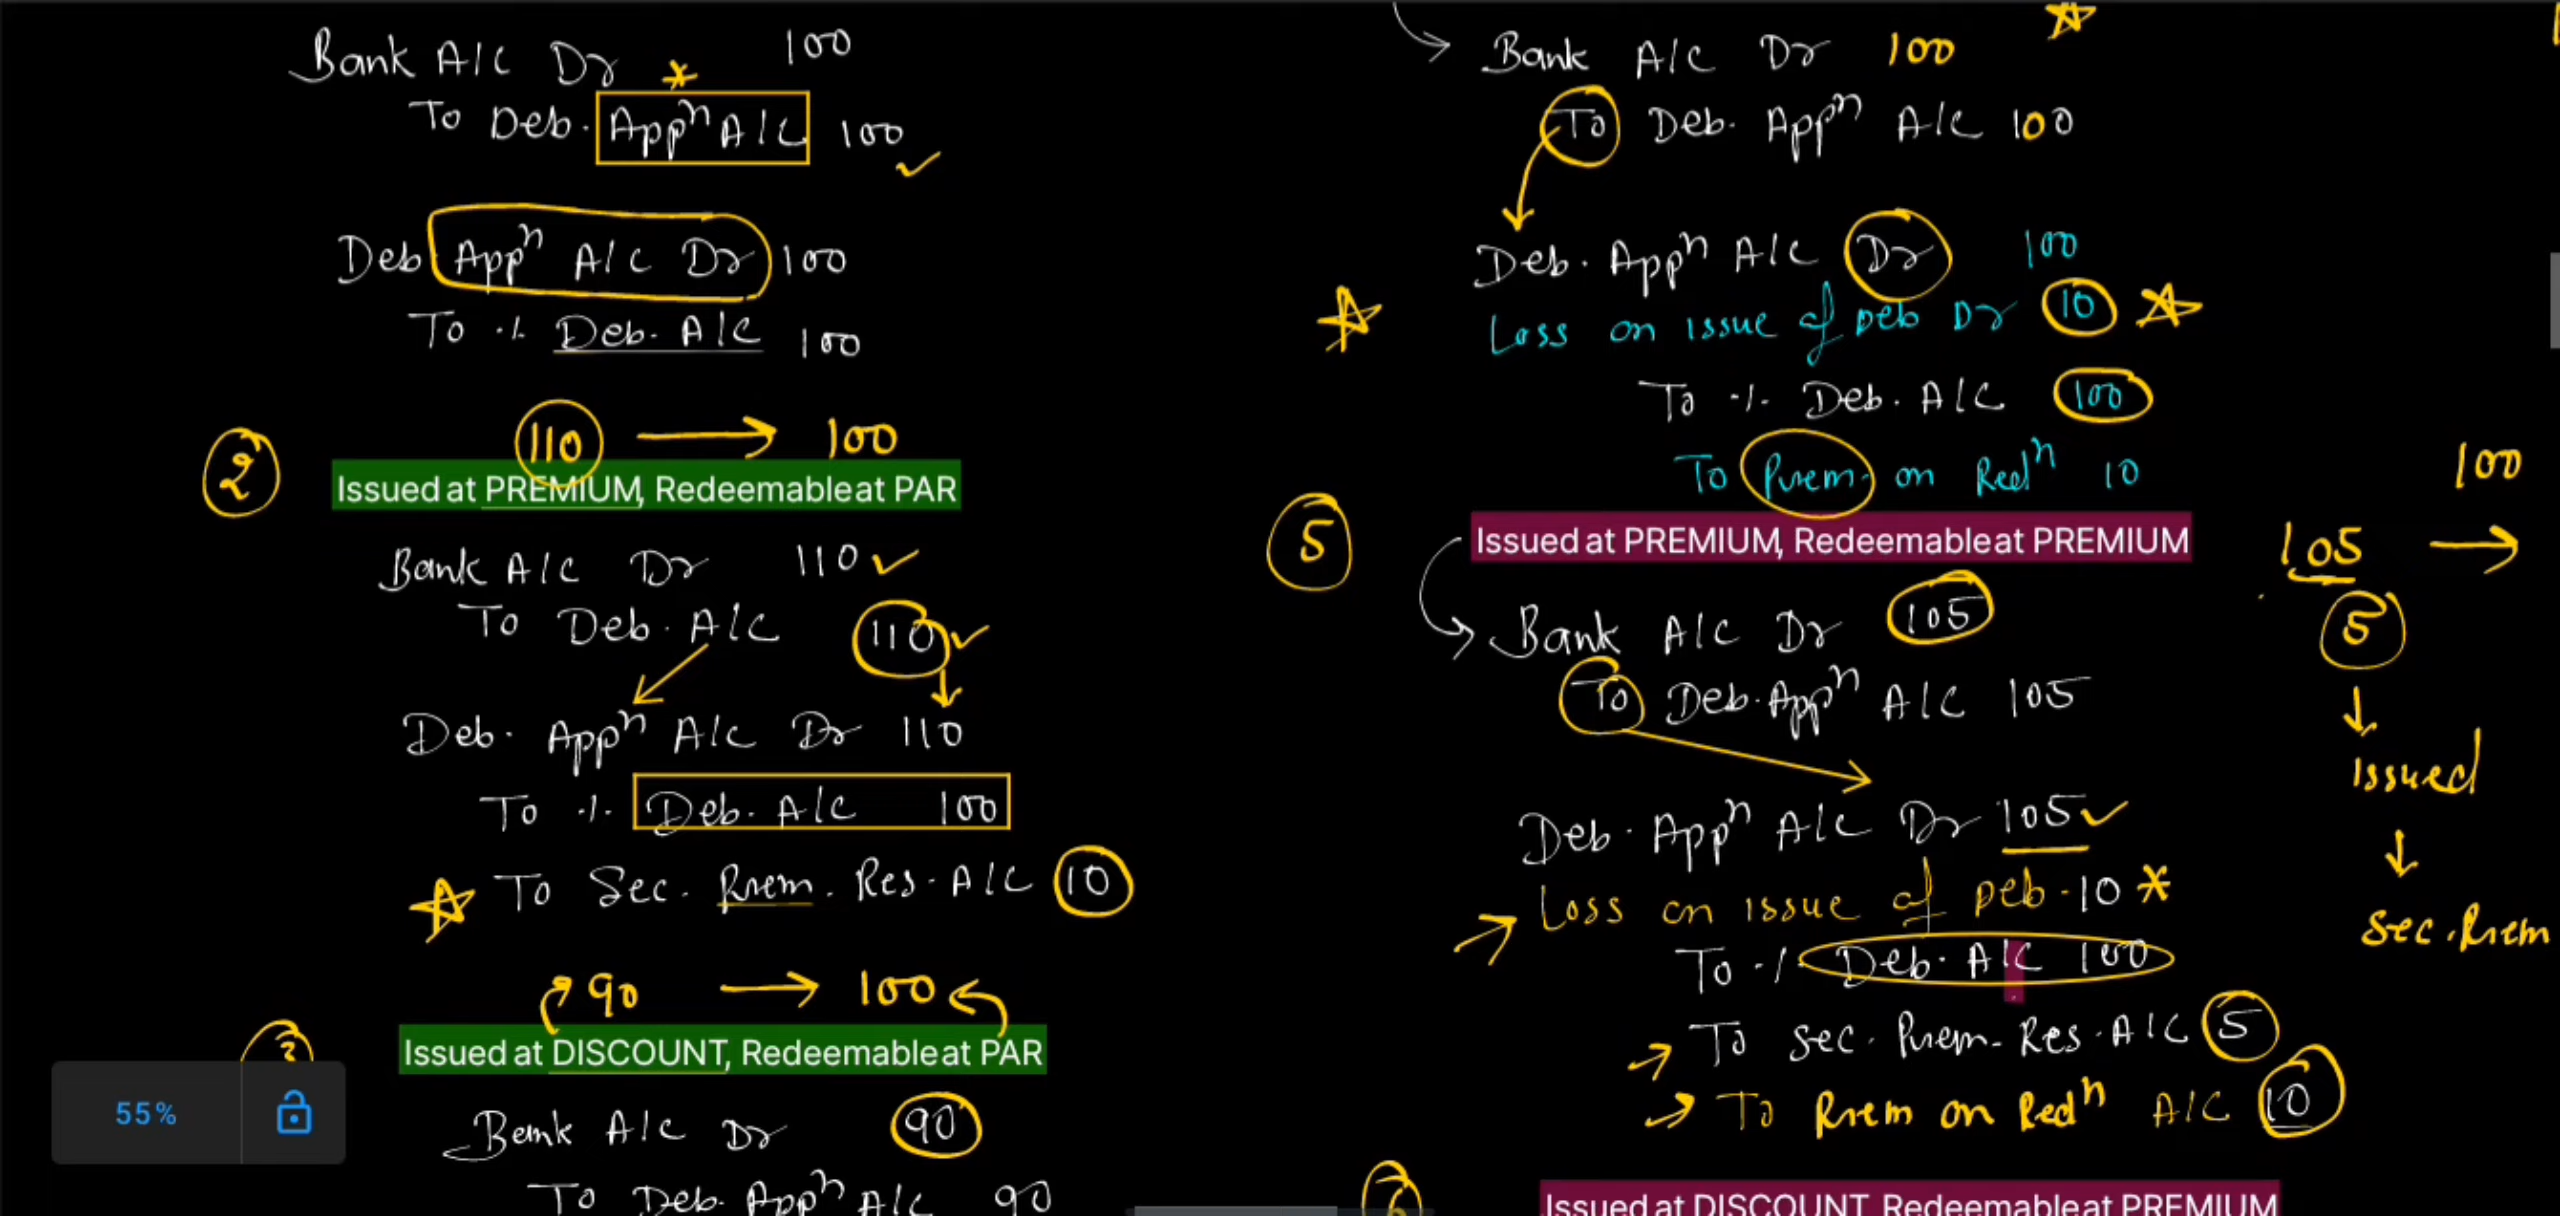 Bank A/C Dr 100
To Deb. Appⁿ A/C 100
Deb Appⁿ A/C Dr 100
To ·/. Deb. A/C 100
110 → 100
2 Issued at PREMIUM, Redeemable at PAR
Bank A/C Dr 110
To Deb. A/C 110
Deb. Appⁿ A/C Dr 110
To ·/. Deb. A/C 100
To Sec. Prem. Res. A/C 10
90 → 100
3 Issued at DISCOUNT, Redeemable at PAR
Bank A/C Dr 90
To Deb. Appⁿ A/C 90
55%
Bank A/C Dr 100
To Deb. Appⁿ A/C 100
Deb. Appⁿ A/C Dr 100
Loss on issue of Deb Dr 10
To ·/. Deb. A/C 100
To Prem. on Redⁿ 10
5 Issued at PREMIUM, Redeemable at PREMIUM
Bank A/C Dr 105
To Deb. Appⁿ A/C 105
Deb. Appⁿ A/C Dr 105
Loss on issue of Deb. 10
To ·/. Deb. A/C 100
To Sec. Prem. Res. A/C 5
To Prem on Redⁿ A/C 10
6 Issued at DISCOUNT, Redeemable at PREMIUM
100
105 →
5
↓
Issued
↓
Sec. Prem